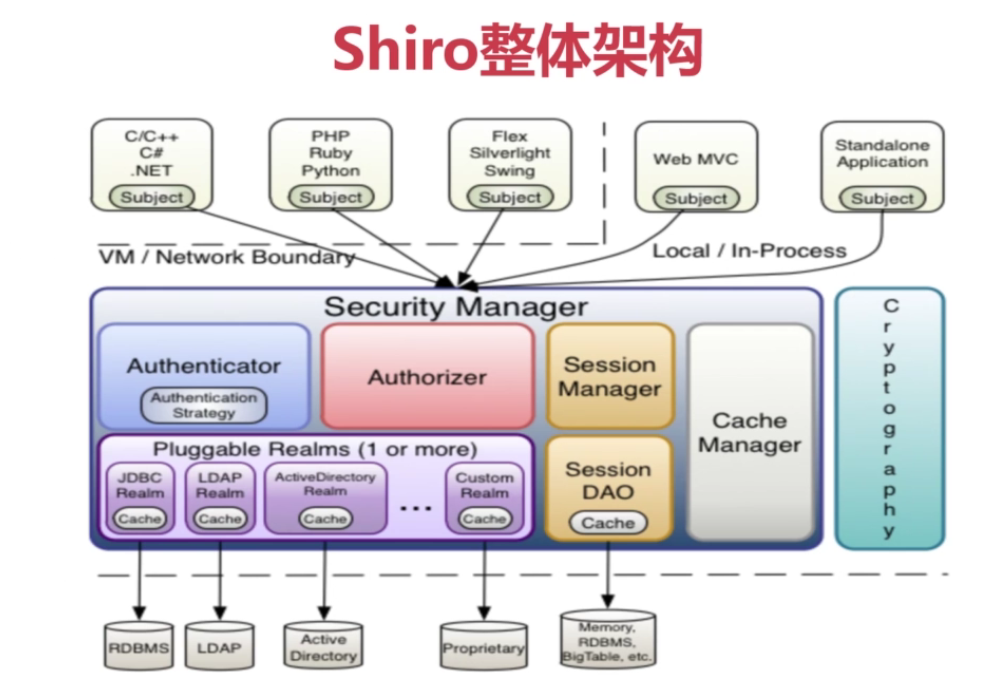 Shiro整体架构
C/C++
C#
.NET
Subject
PHP
Ruby
Python
Subject
Flex
Silverlight
Swing
Subject
Web MVC
Subject
Standalone
Application
Subject
VM / Network Boundary
Local / In-Process
Security Manager
Authenticator
Authentication
Strategy
Authorizer
Session
Manager
Cache
Manager
Cryptography
Pluggable Realms (1 or more)
JDBC
Realm
Cache
LDAP
Realm
Cache
ActiveDirectory
Realm
Cache
...
Custom
Realm
Cache
Session
DAO
Cache
RDBMS
LDAP
Active
Directory
Proprietary
Memory,
RDBMS,
BigTable, etc.